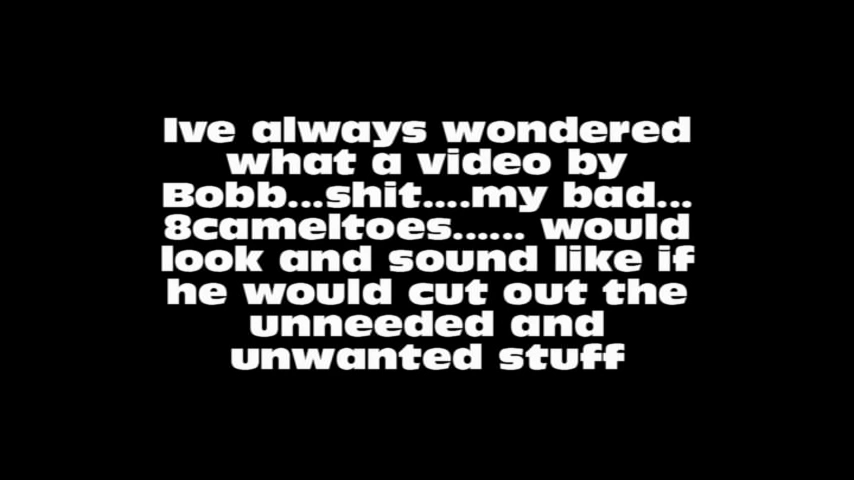 Ive always wondered
what a video by
Bobb...shit....my bad...
8cameltoes...... would
look and sound like if
he would cut out the
unneeded and
unwanted stuff